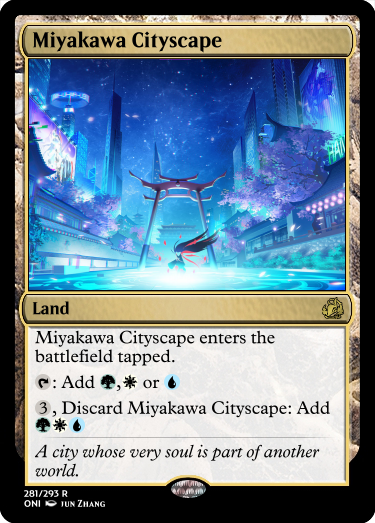 Miyakawa Cityscape
Land
Miyakawa Cityscape enters the
battlefield tapped.
: Add , or
3, Discard Miyakawa Cityscape: Add
A city whose very soul is part of another
world.
281/293 R
ONI Jun Zhang